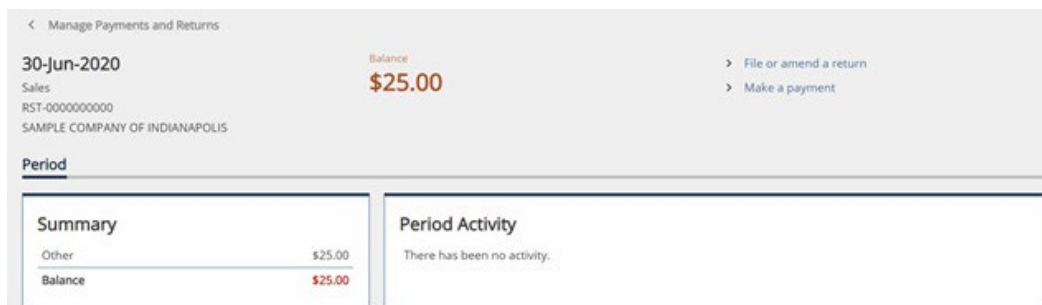 < Manage Payments and Returns
30-Jun-2020
Sales
RST-0000000000
SAMPLE COMPANY OF INDIANAPOLIS
Balance
$25.00
> File or amend a return
> Make a payment
Period
Summary
Other $25.00
Balance $25.00
Period Activity
There has been no activity.